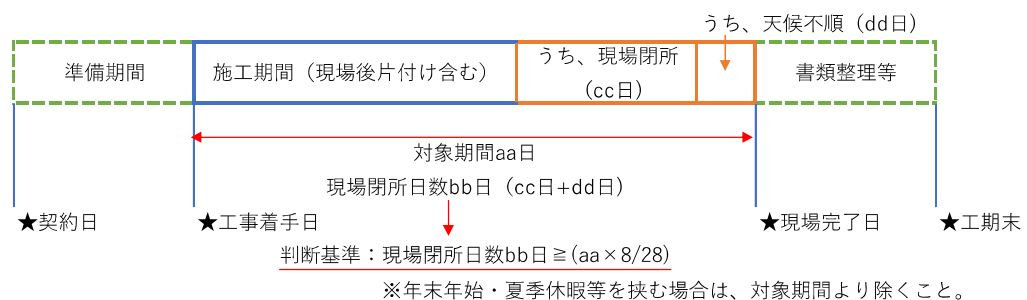 うち、天候不順（dd日）
準備期間
施工期間（現場後片付け含む）
うち、現場閉所
（cc日）
書類整理等
対象期間aa日
現場閉所日数bb日（cc日+dd日）
★契約日
★工事着手日
★現場完了日
★工期末
判断基準：現場閉所日数bb日≧(aa×8/28)
※年末年始・夏季休暇等を挟む場合は、対象期間より除くこと。